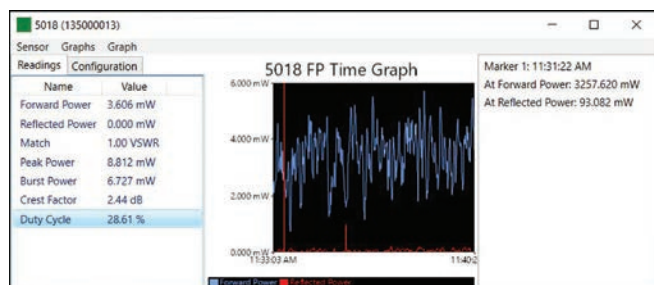 5018 (135000013)
Sensor Graphs Graph
Readings Configuration
Name Value
Forward Power 3.606 mW
Reflected Power 0.000 mW
Match 1.00 VSWR
Peak Power 8.812 mW
Burst Power 6.727 mW
Crest Factor 2.44 dB
Duty Cycle 28.61 %
5018 FP Time Graph
6.000 mW
4.000 mW
2.000 mW
0.000 mW
11:33:03 AM 11:40:2
Forward Power Reflected Power
Marker 1: 11:31:22 AM
At Forward Power: 3257.620 mW
At Reflected Power: 93.082 mW